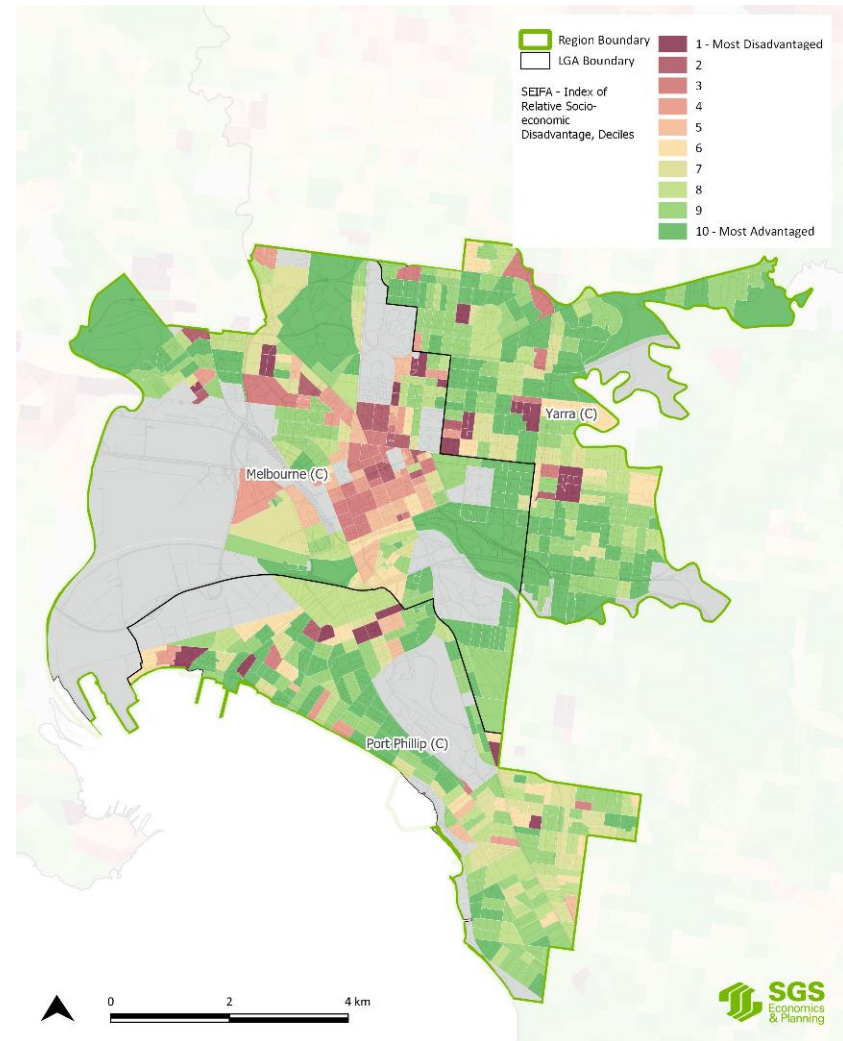 Region Boundary
LGA Boundary
SEIFA - Index of
Relative Socio-
economic
Disadvantage, Deciles
1 - Most Disadvantaged
2
3
4
5
6
7
8
9
10 - Most Advantaged
Yarra (C)
Melbourne (C)
Port Phillip (C)
0 2 4 km
SGS
Economics
& Planning